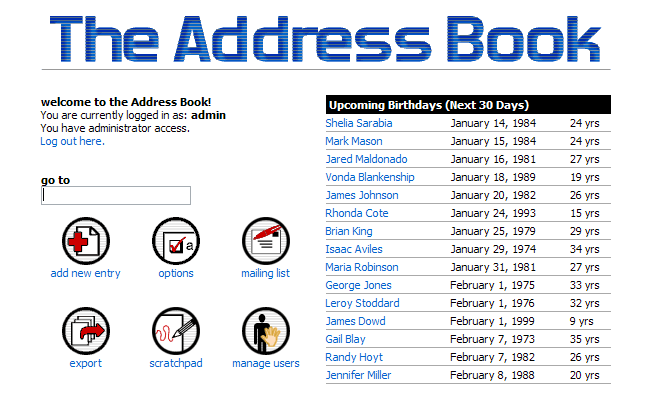 The Address Book
welcome to the Address Book!
You are currently logged in as: admin
You have administrator access.
Log out here.
go to
add new entry options mailing list
export scratchpad manage users
Upcoming Birthdays (Next 30 Days)
Shelia Sarabia January 14, 1984 24 yrs
Mark Mason January 15, 1984 24 yrs
Jared Maldonado January 16, 1981 27 yrs
Vonda Blankenship January 18, 1989 19 yrs
James Johnson January 20, 1982 26 yrs
Rhonda Cote January 24, 1993 15 yrs
Brian King January 25, 1979 29 yrs
Isaac Aviles January 29, 1974 34 yrs
Maria Robinson January 31, 1981 27 yrs
George Jones February 1, 1975 33 yrs
Leroy Stoddard February 1, 1976 32 yrs
James Dowd February 1, 1999 9 yrs
Gail Blay February 7, 1973 35 yrs
Randy Hoyt February 7, 1982 26 yrs
Jennifer Miller February 8, 1988 20 yrs